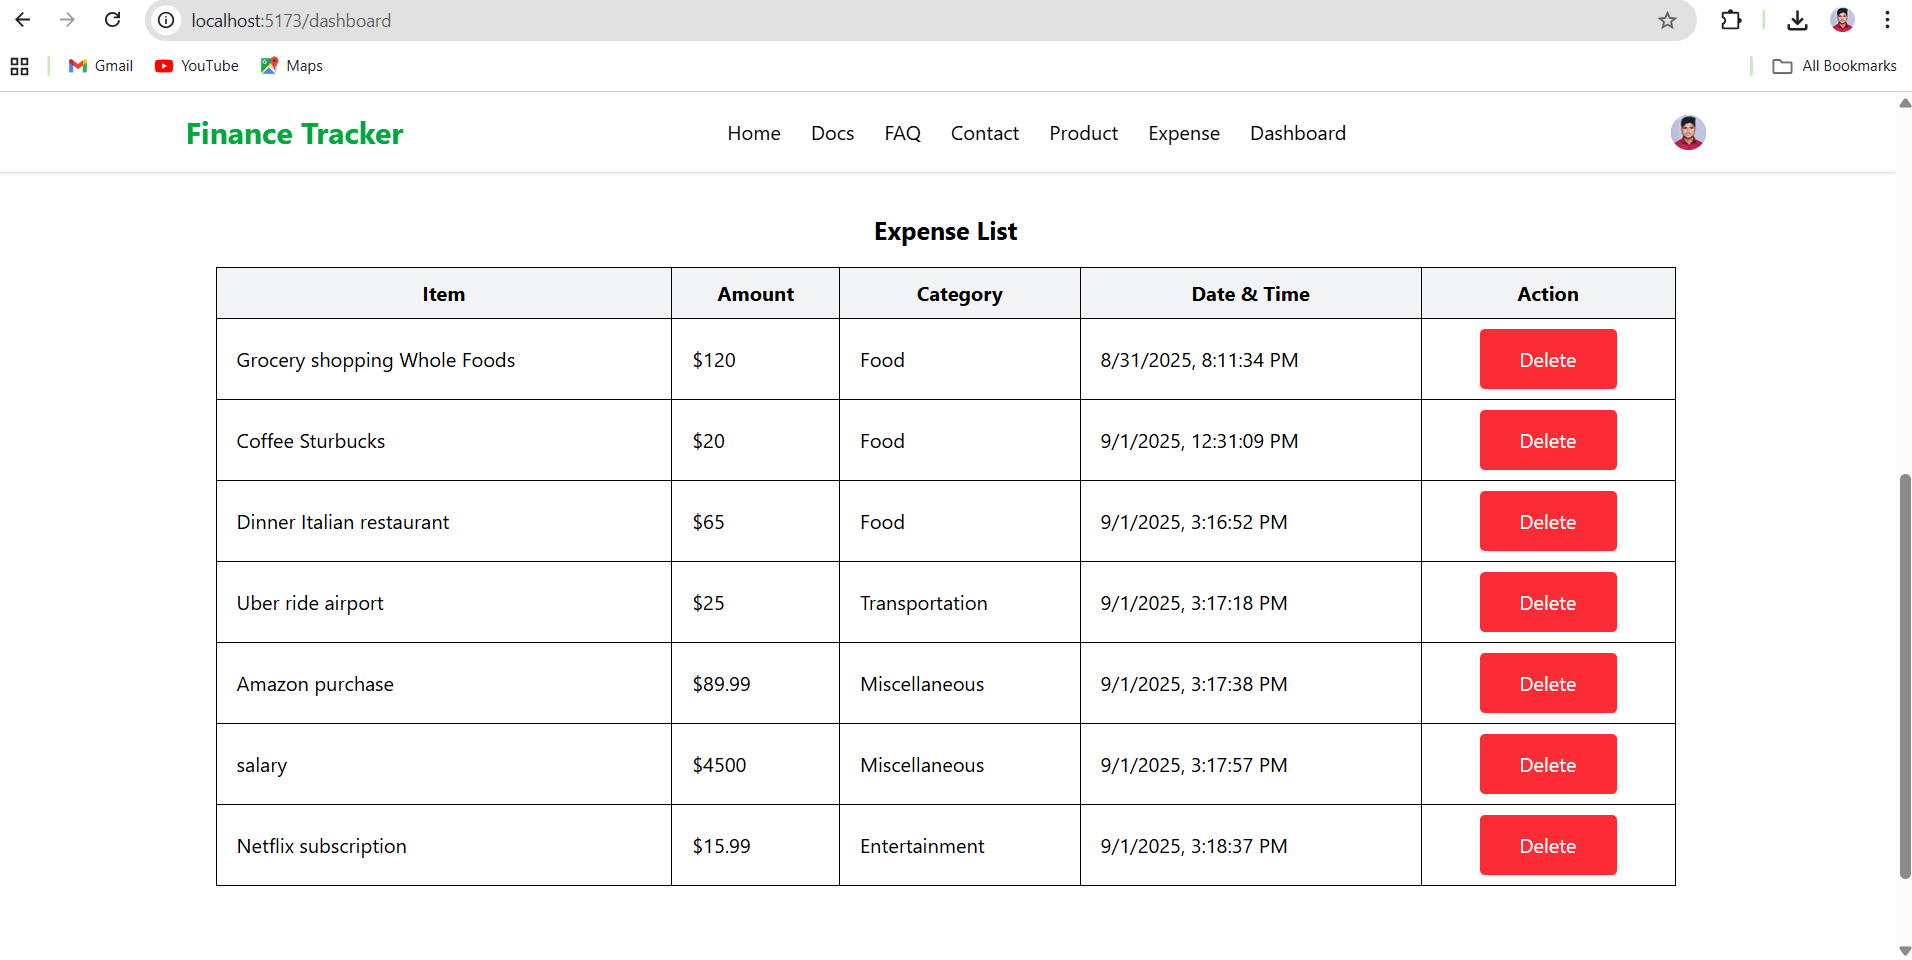 localhost:5173/dashboard
Gmail YouTube Maps All Bookmarks
Finance Tracker Home Docs FAQ Contact Product Expense Dashboard
Expense List
Item Amount Category Date & Time Action
Grocery shopping Whole Foods $120 Food 8/31/2025, 8:11:34 PM Delete
Coffee Sturbucks $20 Food 9/1/2025, 12:31:09 PM Delete
Dinner Italian restaurant $65 Food 9/1/2025, 3:16:52 PM Delete
Uber ride airport $25 Transportation 9/1/2025, 3:17:18 PM Delete
Amazon purchase $89.99 Miscellaneous 9/1/2025, 3:17:38 PM Delete
salary $4500 Miscellaneous 9/1/2025, 3:17:57 PM Delete
Netflix subscription $15.99 Entertainment 9/1/2025, 3:18:37 PM Delete